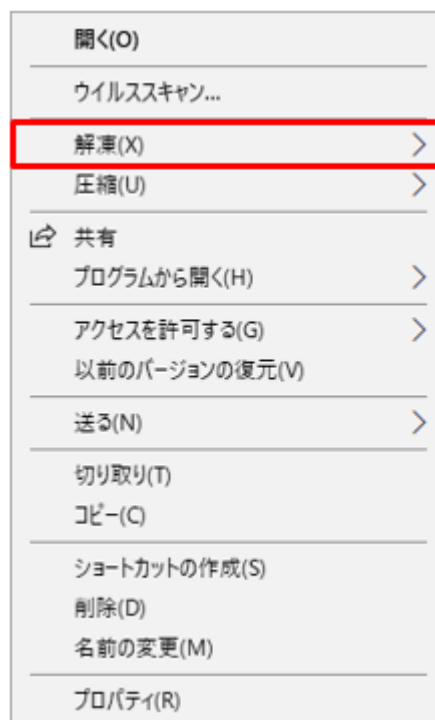 開く(O)
ウイルススキャン...
解凍(X)
圧縮(U)
共有
プログラムから開く(H)
アクセスを許可する(G)
以前のバージョンの復元(V)
送る(N)
切り取り(T)
コピー(C)
ショートカットの作成(S)
削除(D)
名前の変更(M)
プロパティ(R)